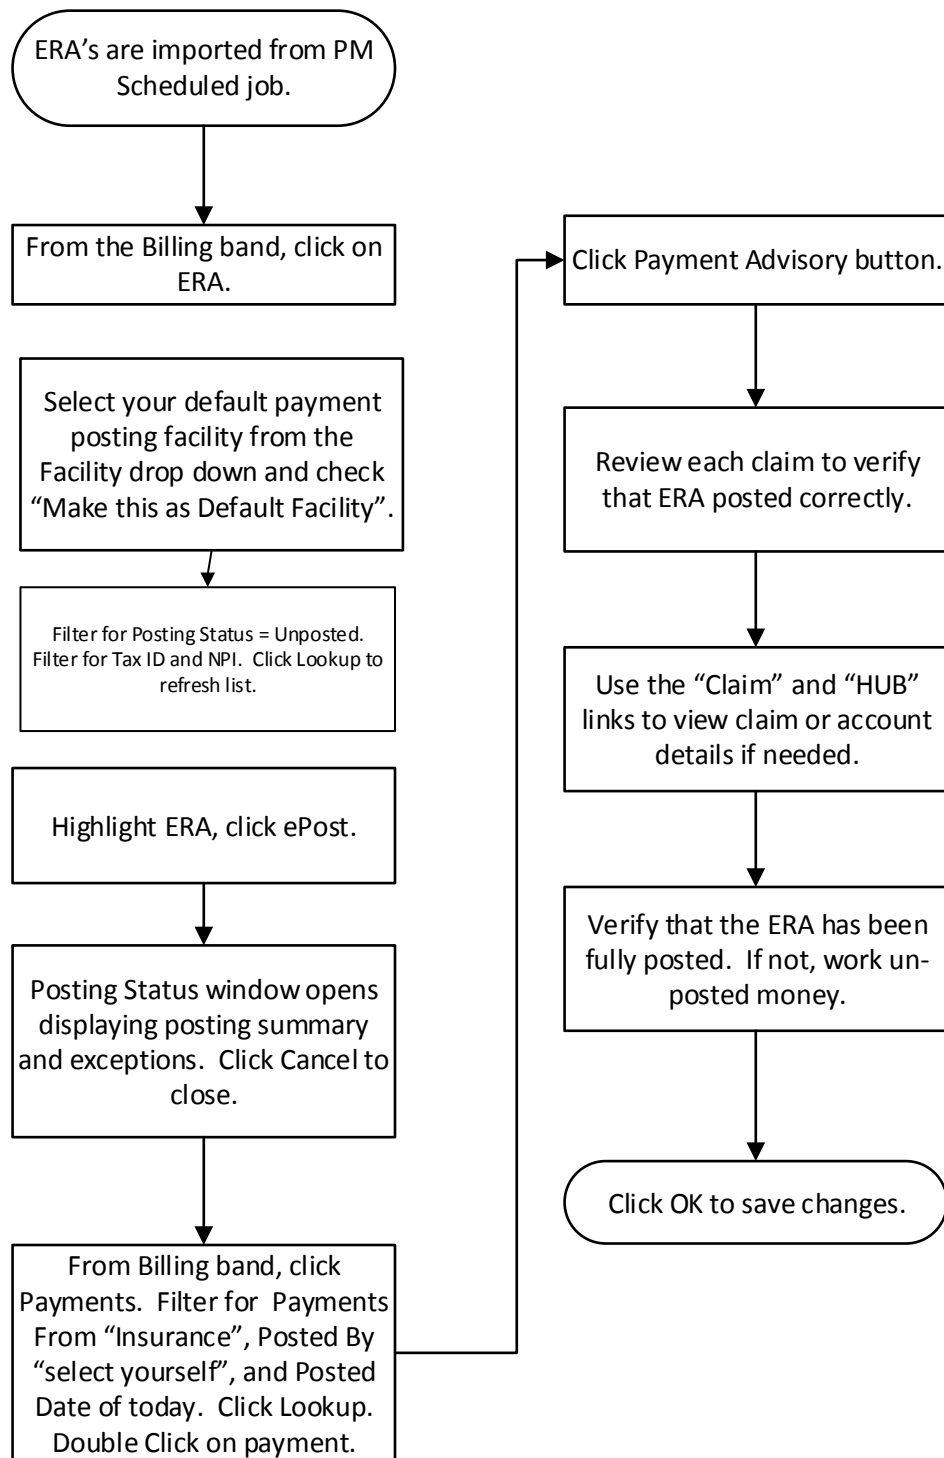 ERA’s are imported from PM
Scheduled job.
From the Billing band, click on
ERA.
Select your default payment
posting facility from the
Facility drop down and check
“Make this as Default Facility”.
Filter for Posting Status = Unposted.
Filter for Tax ID and NPI.  Click Lookup to
refresh list.
Highlight ERA, click ePost.
Posting Status window opens
displaying posting summary
and exceptions.  Click Cancel to
close.
From Billing band, click
Payments.  Filter for  Payments
From “Insurance”, Posted By
“select yourself”, and Posted
Date of today.  Click Lookup.
Double Click on payment.
Click Payment Advisory button.
Review each claim to verify
that ERA posted correctly.
Use the “Claim” and “HUB”
links to view claim or account
details if needed.
Verify that the ERA has been
fully posted.  If not, work un-
posted money.
Click OK to save changes.